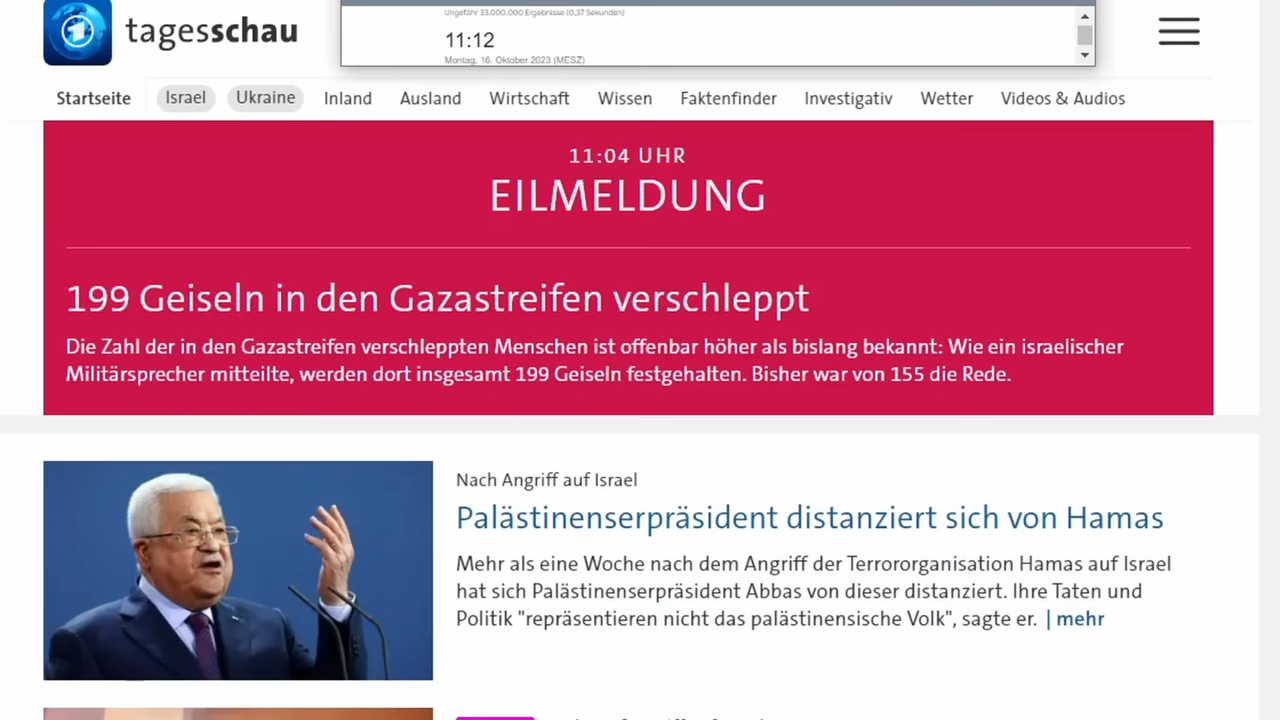 Ungefähr 33.000.000 Ergebnisse (0,37 Sekunden)
11:12
Montag, 16. Oktober 2023 (MESZ)
tagesschau
Startseite Israel Ukraine Inland Ausland Wirtschaft Wissen Faktenfinder Investigativ Wetter Videos & Audios
11:04 UHR
EILMELDUNG
199 Geiseln in den Gazastreifen verschleppt
Die Zahl der in den Gazastreifen verschleppten Menschen ist offenbar höher als bislang bekannt: Wie ein israelischer
Militärsprecher mitteilte, werden dort insgesamt 199 Geiseln festgehalten. Bisher war von 155 die Rede.
Nach Angriff auf Israel
Palästinenserpräsident distanziert sich von Hamas
Mehr als eine Woche nach dem Angriff der Terrororganisation Hamas auf Israel
hat sich Palästinenserpräsident Abbas von dieser distanziert. Ihre Taten und
Politik "repräsentieren nicht das palästinensische Volk", sagte er. | mehr